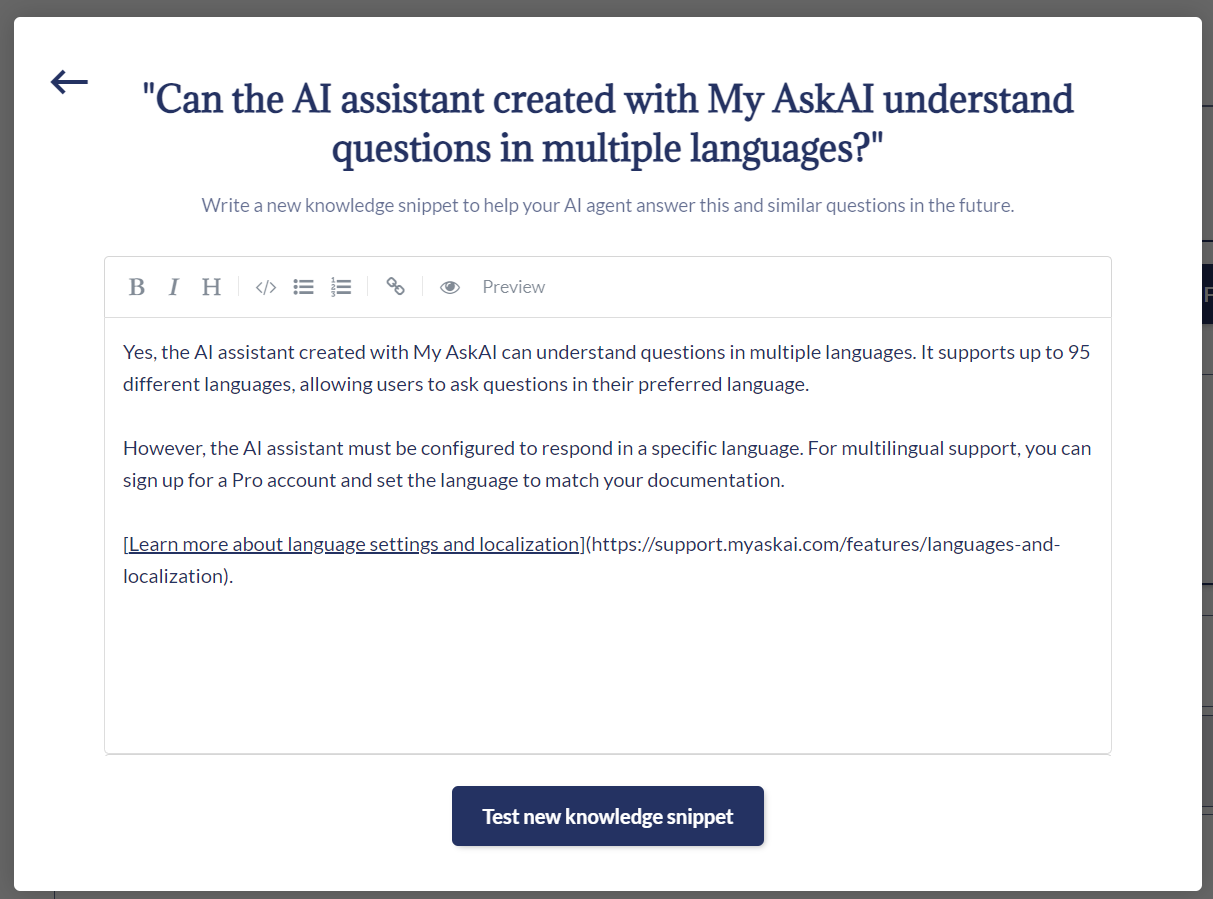 "Can the AI assistant created with My AskAI understand
questions in multiple languages?"
Write a new knowledge snippet to help your AI agent answer this and similar questions in the future.
B I H </> Preview
Yes, the AI assistant created with My AskAI can understand questions in multiple languages. It supports up to 95
different languages, allowing users to ask questions in their preferred language.
However, the AI assistant must be configured to respond in a specific language. For multilingual support, you can
sign up for a Pro account and set the language to match your documentation.
[Learn more about language settings and localization](https://support.myaskai.com/features/languages-and-
localization).
Test new knowledge snippet